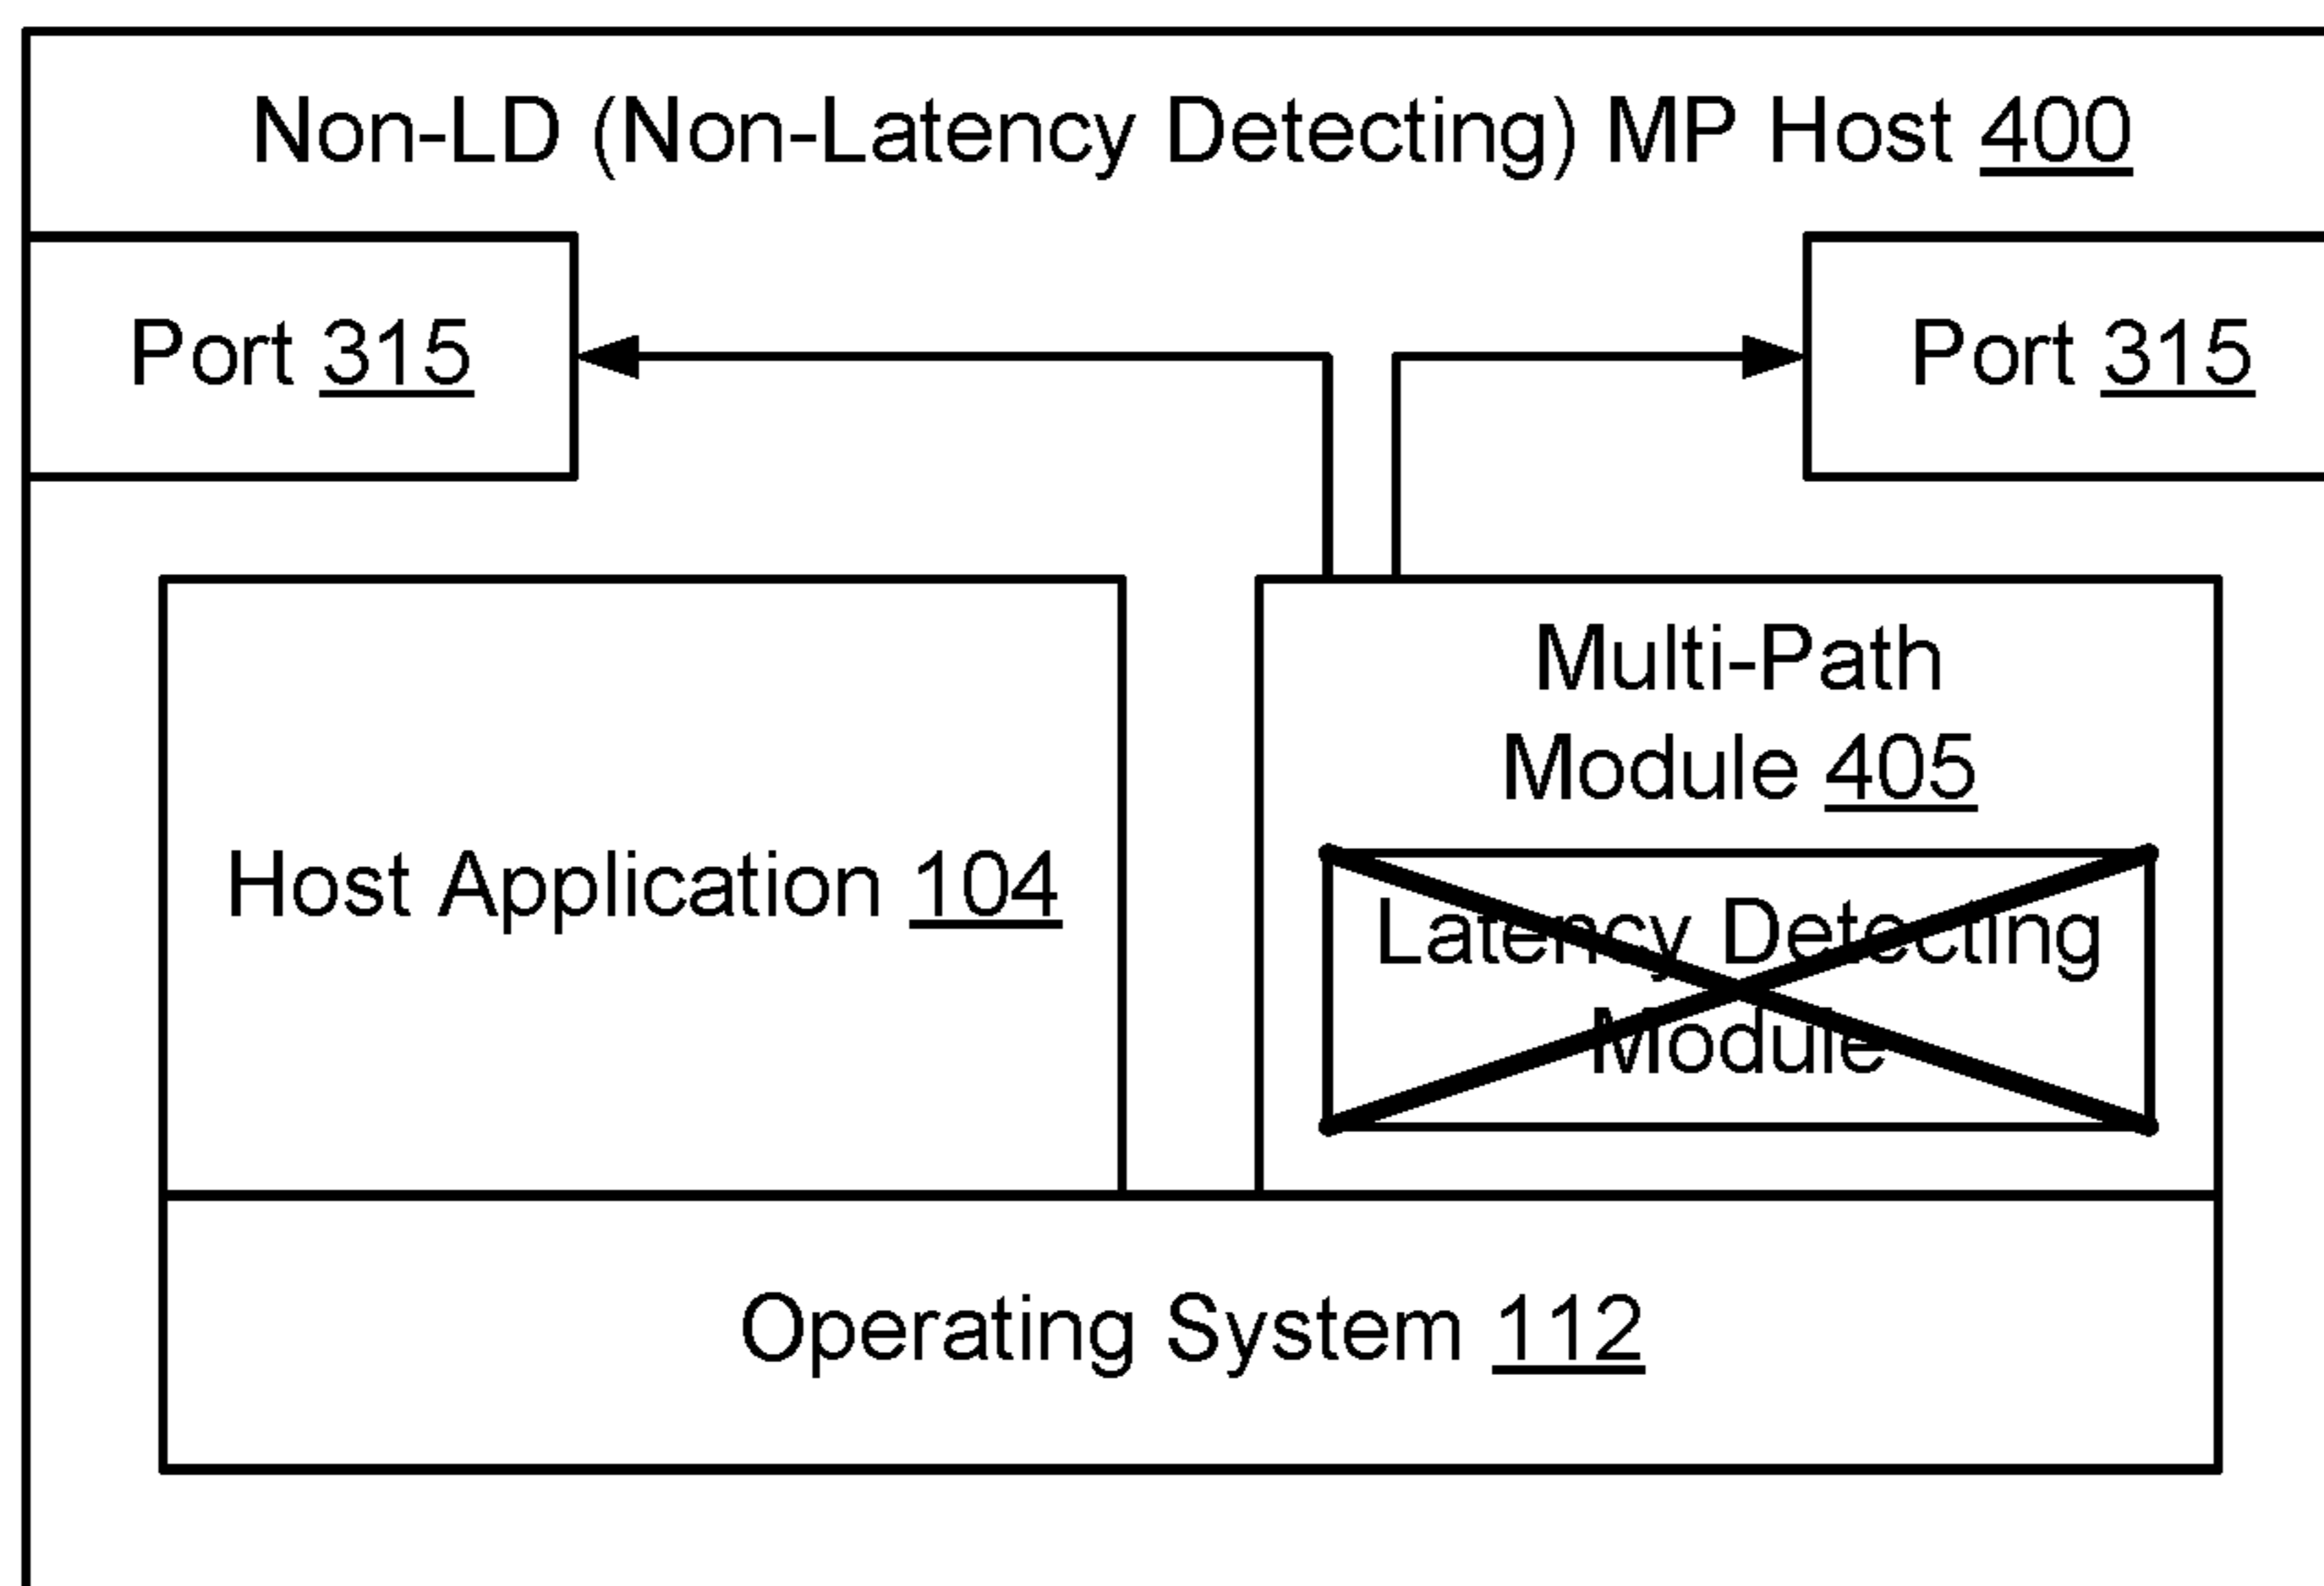 Non-LD (Non-Latency Detecting) MP Host 400
Port 315
Port 315
Multi-Path
Module 405
Host Application 104
Latency Detecting
Module
Operating System 112